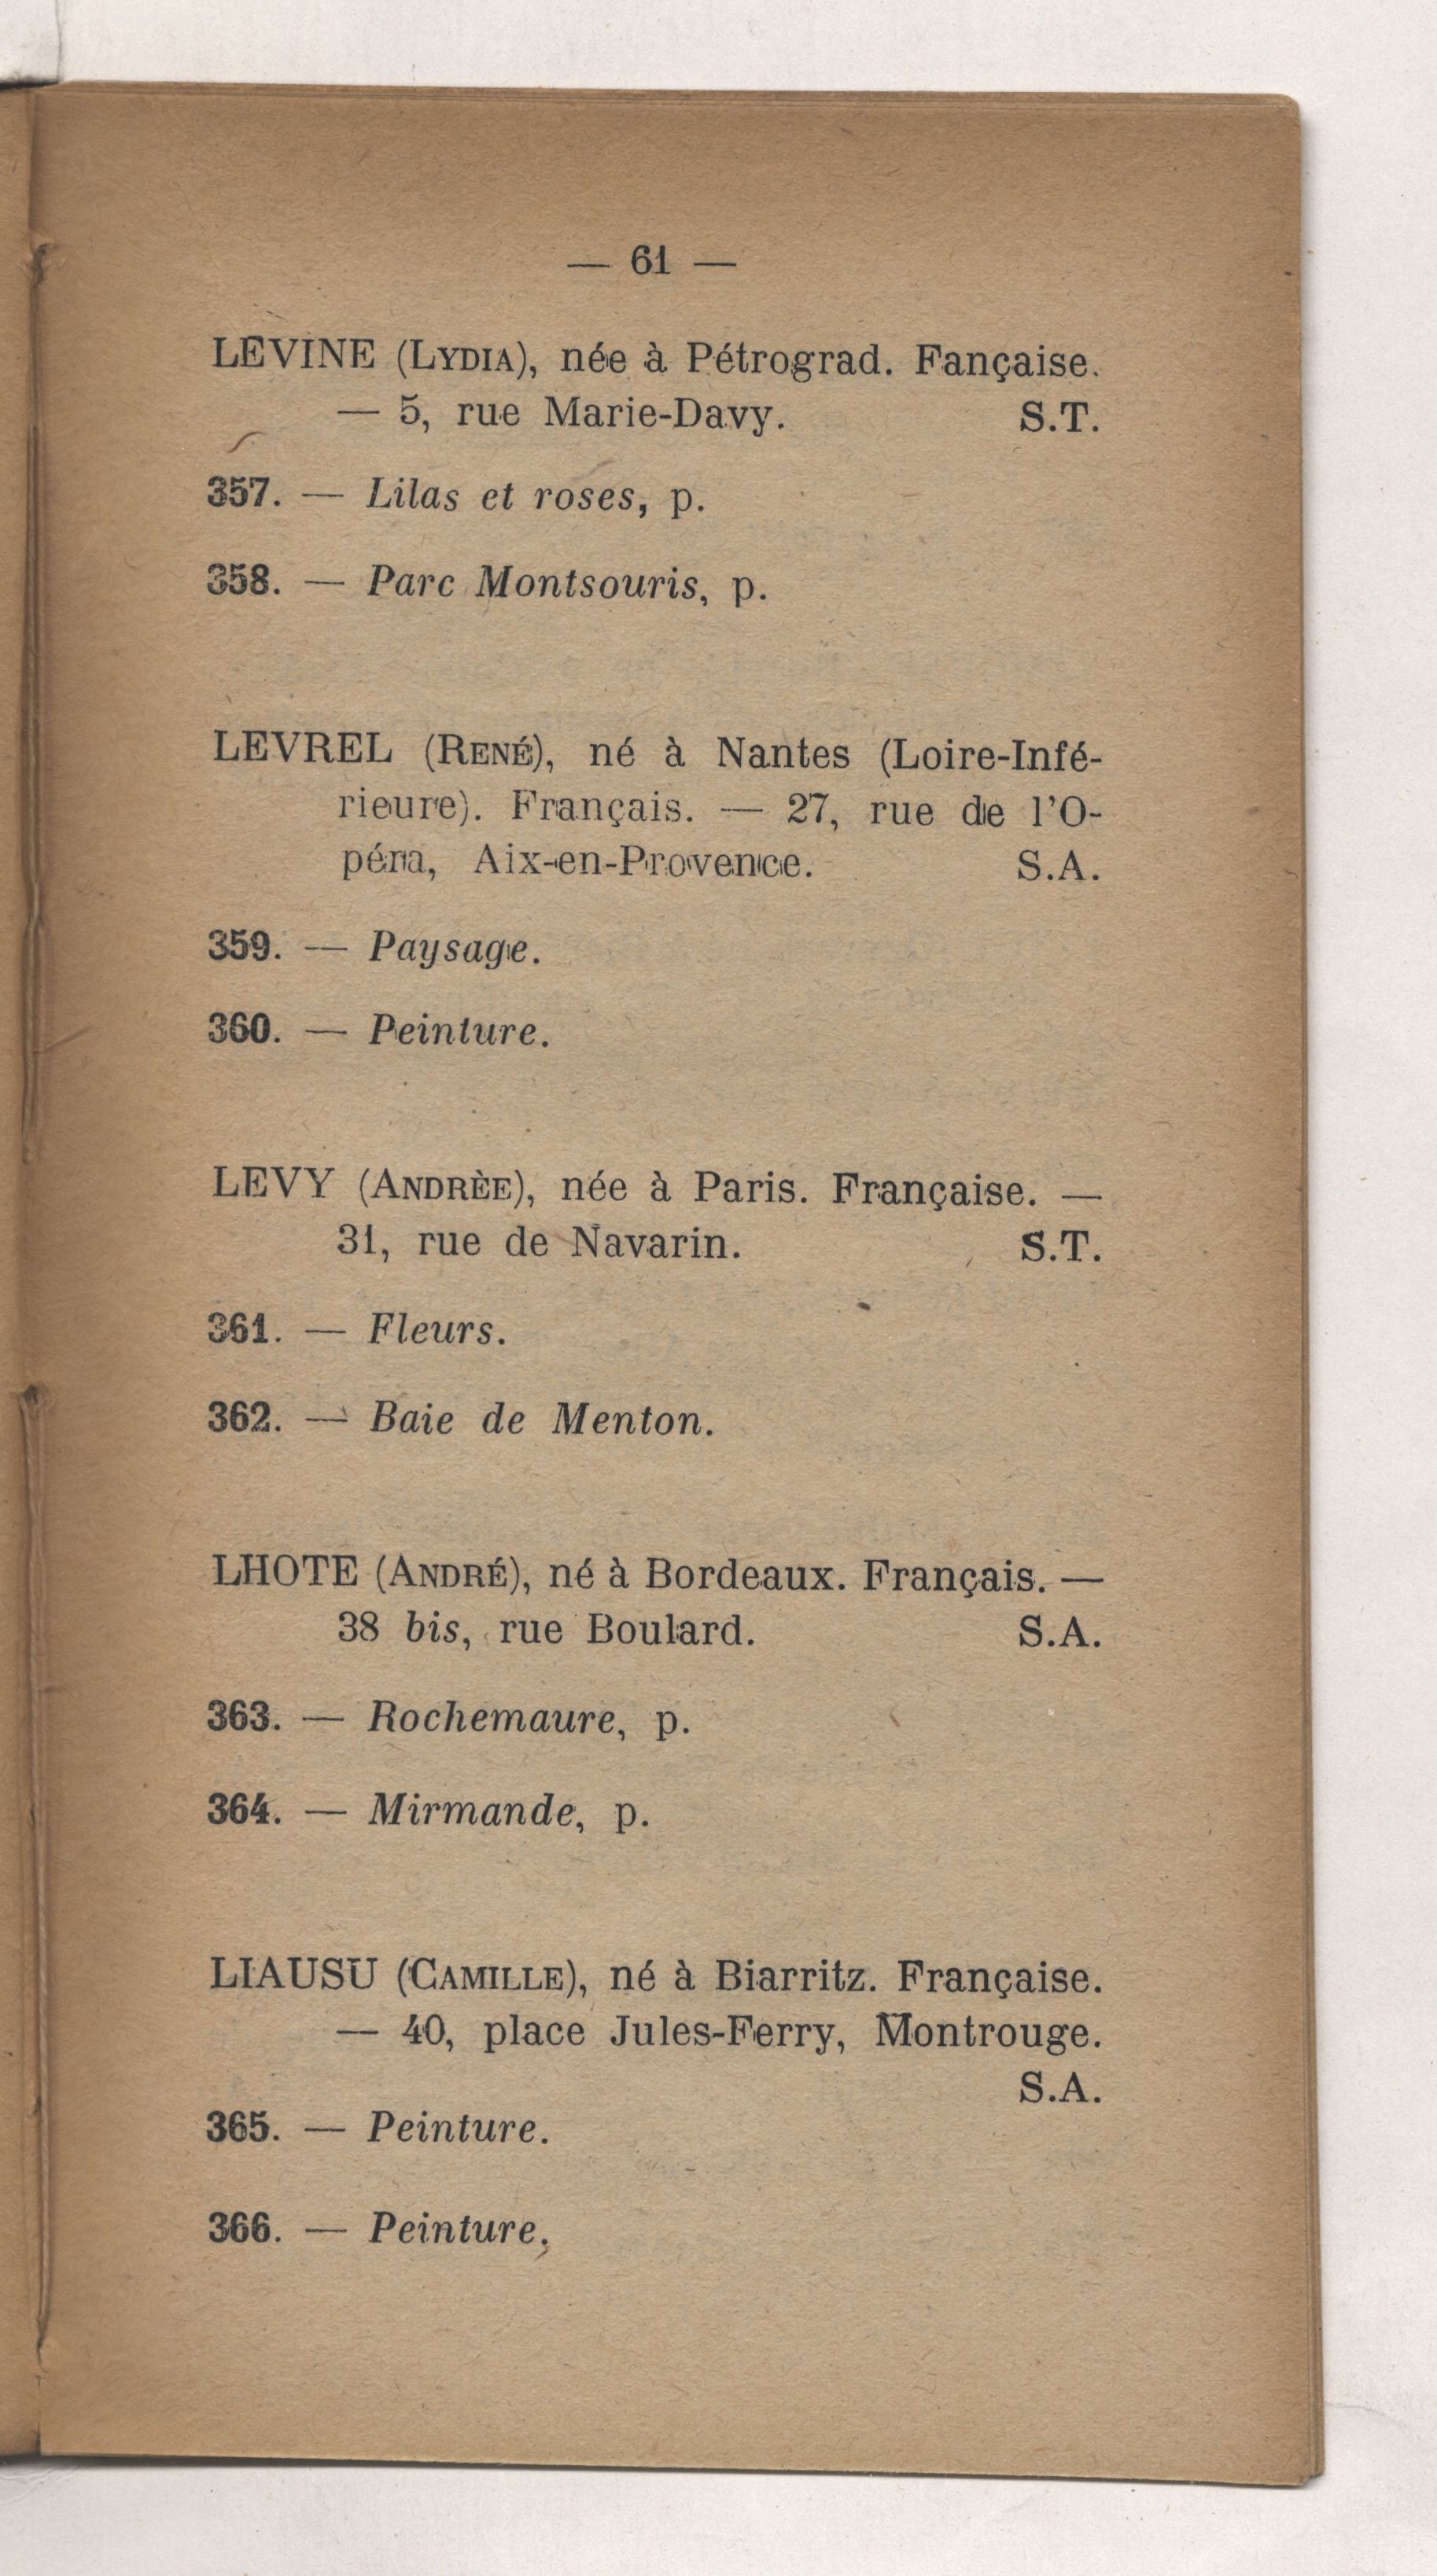 — 61 —
LEVINE (LYDIA), née à Pétrograd. Fançaise.
— 5, rue Marie-Davy. S.T.
357. — Lilas et roses, p.
358. — Parc Montsouris, p.
LEVREL (RENÉ), né à Nantes (Loire-Infé-
rieure). Français. — 27, rue de l'O-
péra, Aix-en-Provence. S.A.
359. — Paysage.
360. — Peinture.
LEVY (ANDRÈE), née à Paris. Française. —
31, rue de Navarin. S.T.
361. — Fleurs.
362. — Baie de Menton.
LHOTE (ANDRÉ), né à Bordeaux. Français. —
38 bis, rue Boulard. S.A.
363. — Rochemaure, p.
364. — Mirmande, p.
LIAUSU (CAMILLE), né à Biarritz. Française.
— 40, place Jules-Ferry, Montrouge.
S.A.
365. — Peinture.
366. — Peinture.